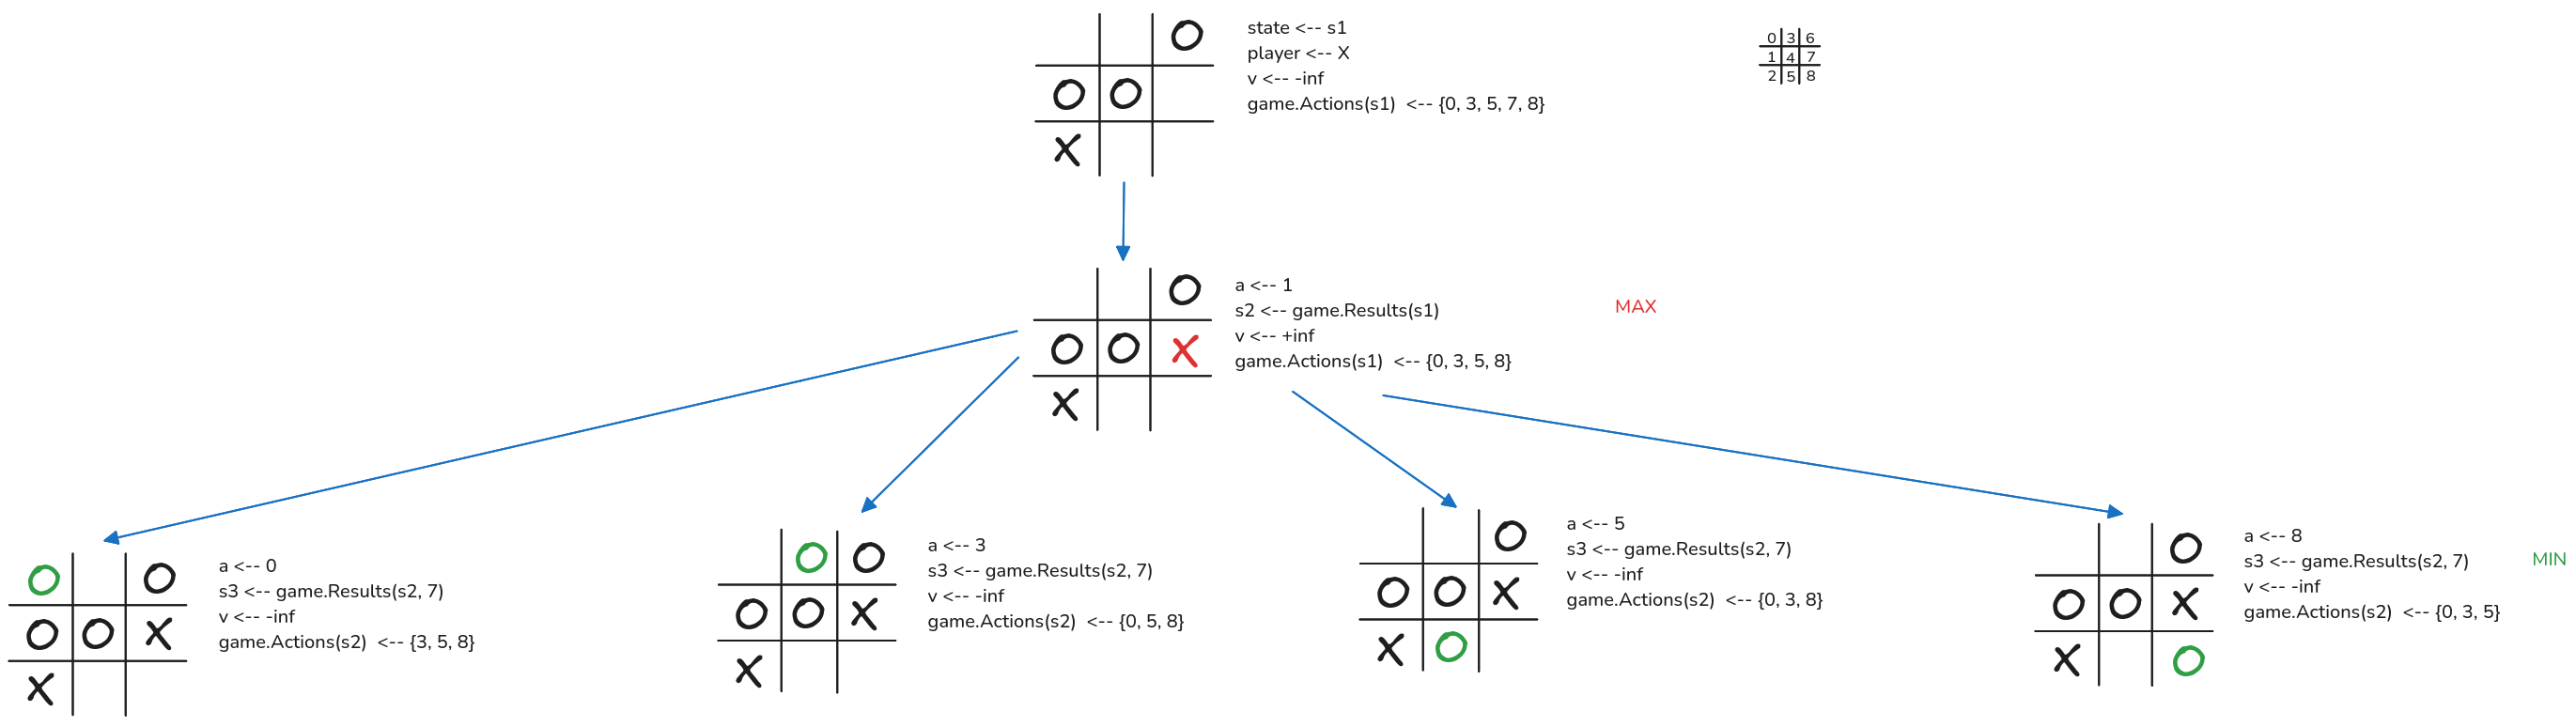 O
O O
X
state <-- s1
player <-- X
v <-- -inf
game.Actions(s1) <-- {0, 3, 5, 7, 8}
0 3 6
1 4 7
2 5 8
O
O O X
X
a <-- 1
s2 <-- game.Results(s1)
v <-- +inf
game.Actions(s1) <-- {0, 3, 5, 8}
MAX
O O
O O X
X
a <-- 0
s3 <-- game.Results(s2, 7)
v <-- -inf
game.Actions(s2) <-- {3, 5, 8}
O O
O O X
X
a <-- 3
s3 <-- game.Results(s2, 7)
v <-- -inf
game.Actions(s2) <-- {0, 5, 8}
O
O O X
X O
a <-- 5
s3 <-- game.Results(s2, 7)
v <-- -inf
game.Actions(s2) <-- {0, 3, 8}
O
O O X
X O
a <-- 8
s3 <-- game.Results(s2, 7)
v <-- -inf
game.Actions(s2) <-- {0, 3, 5}
MIN